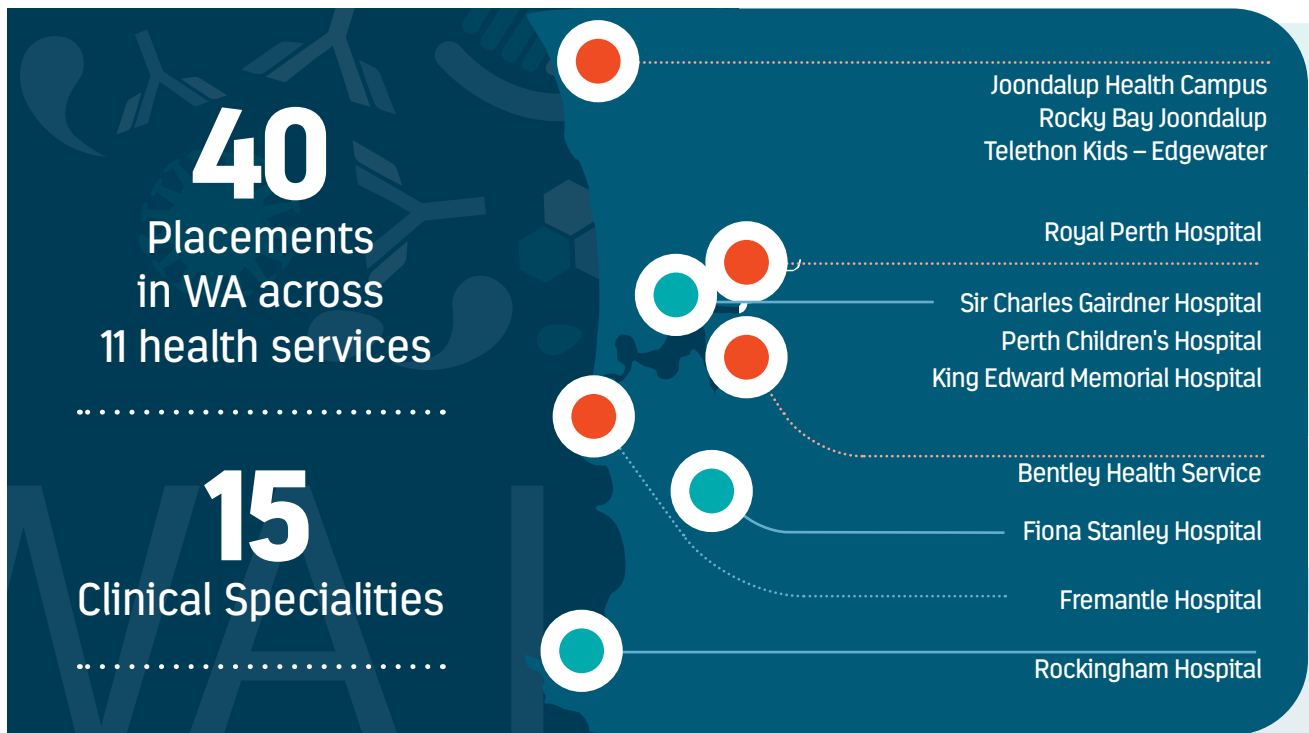 40
Placements
in WA across
11 health services
15
Clinical Specialities
WA I
Joondalup Health Campus
Rocky Bay Joondalup
Telethon Kids – Edgewater
Royal Perth Hospital
Sir Charles Gairdner Hospital
Perth Children's Hospital
King Edward Memorial Hospital
Bentley Health Service
Fiona Stanley Hospital
Fremantle Hospital
Rockingham Hospital